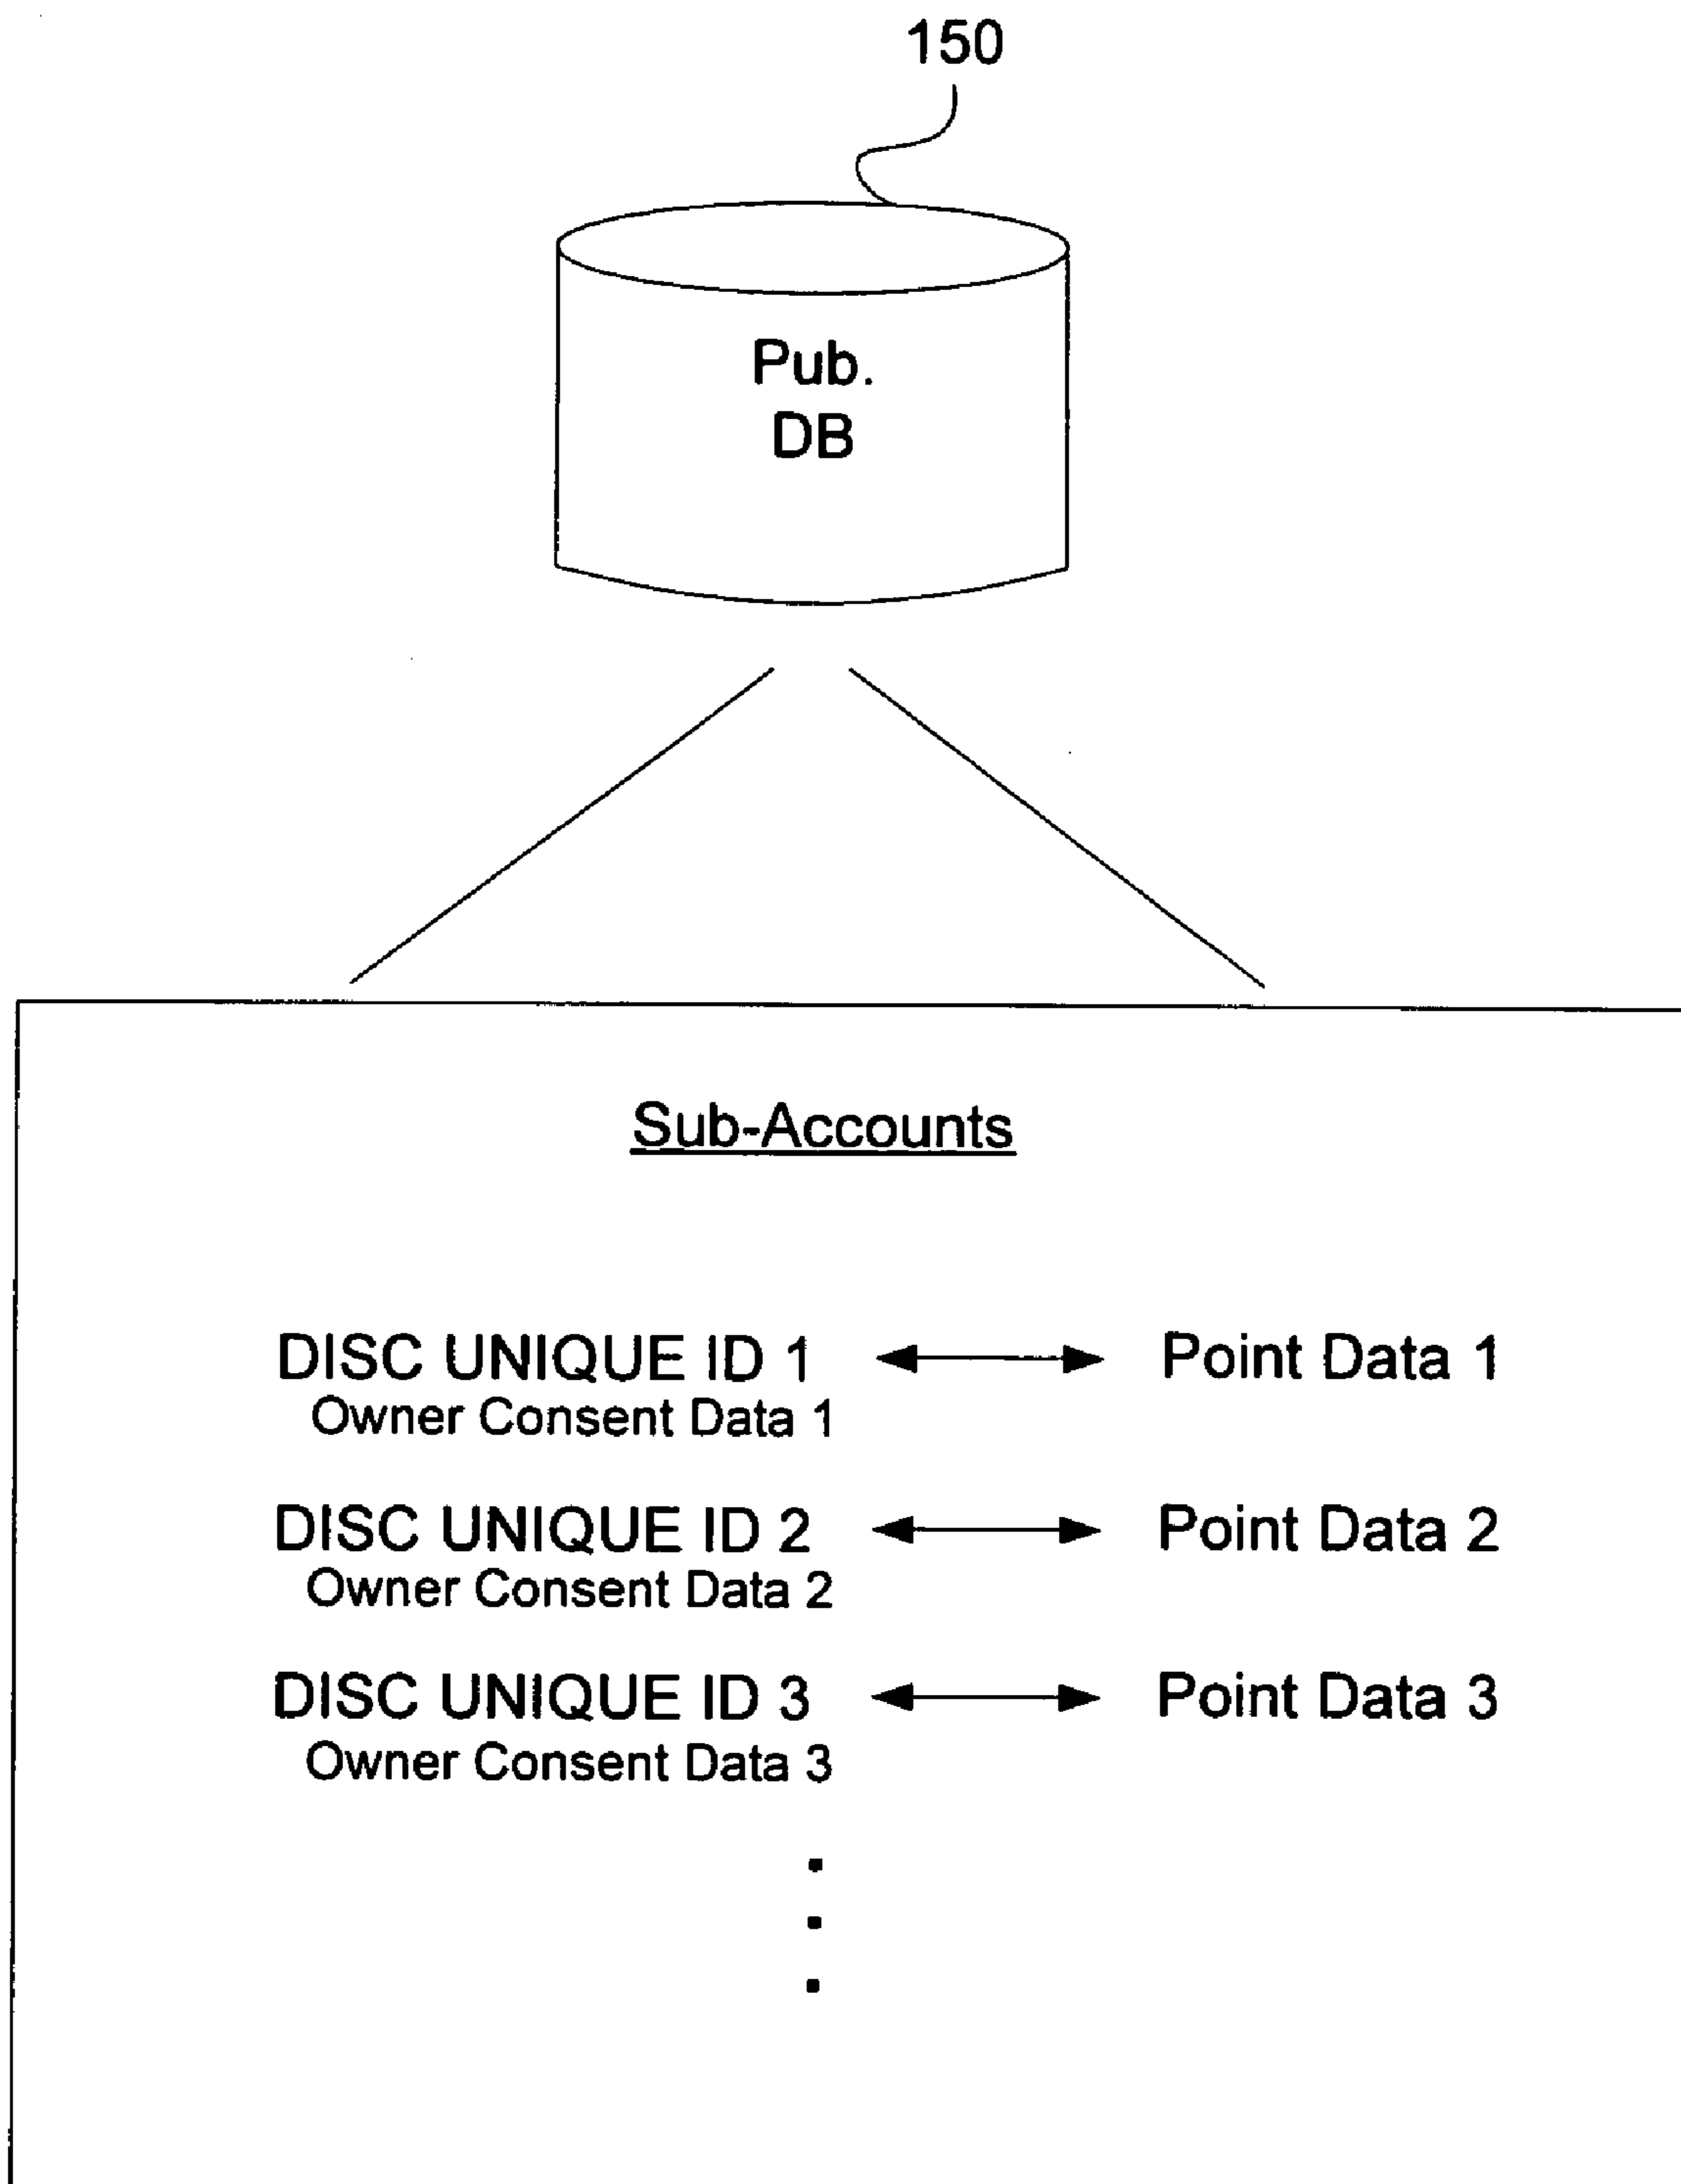 150
Pub.
DB
Sub-Accounts
DISC UNIQUE ID 1 Point Data 1
Owner Consent Data 1
DISC UNIQUE ID 2 Point Data 2
Owner Consent Data 2
DISC UNIQUE ID 3 Point Data 3
Owner Consent Data 3